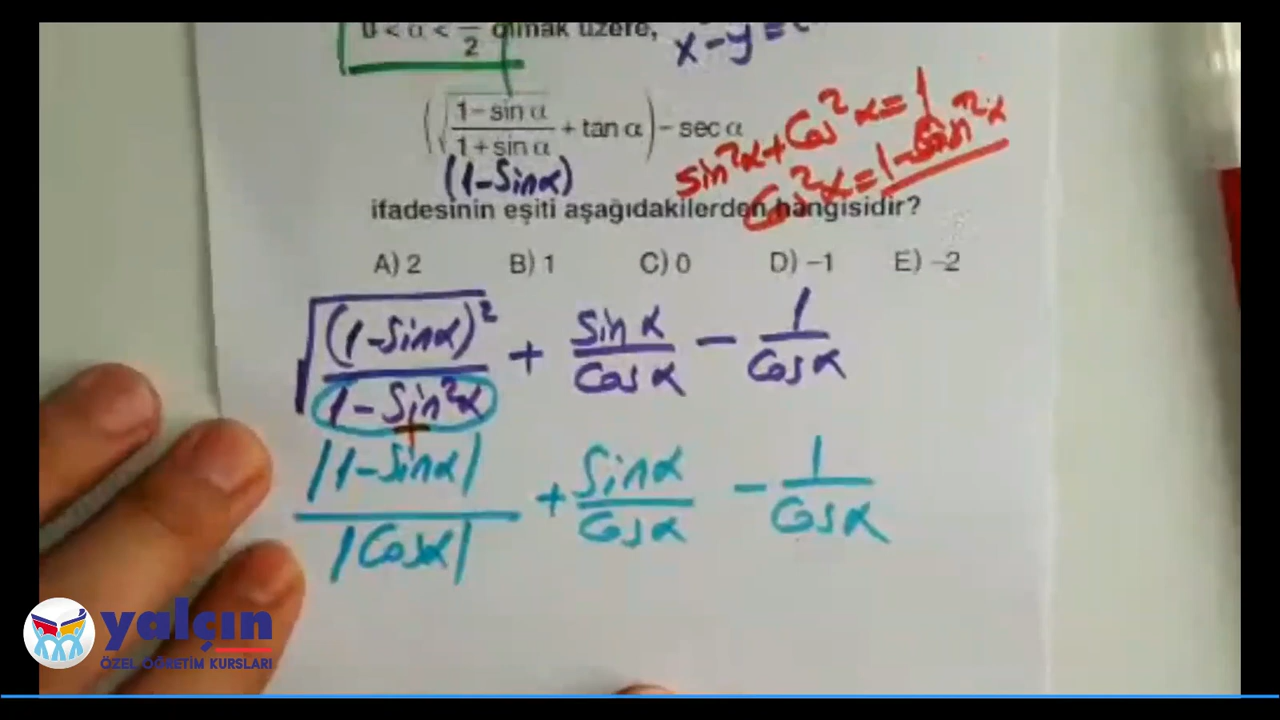 0 < α < π/2 olmak üzere,
x-y=
(√((1-sin α)/(1+sin α)) + tan α) - sec α
(1-Sinα)
sin²α+Cos²α=1
Cos²α=1-Sin²α
ifadesinin eşiti aşağıdakilerden hangisidir?
A) 2 B) 1 C) 0 D) -1 E) -2
√((1-Sinα)²/(1-Sin²α)) + Sinα/Cosα - 1/Cosα
|1-Sinα|/|Cosα| + Sinα/Cosα - 1/Cosα
yalçın
ÖZEL ÖĞRETİM KURSLARI